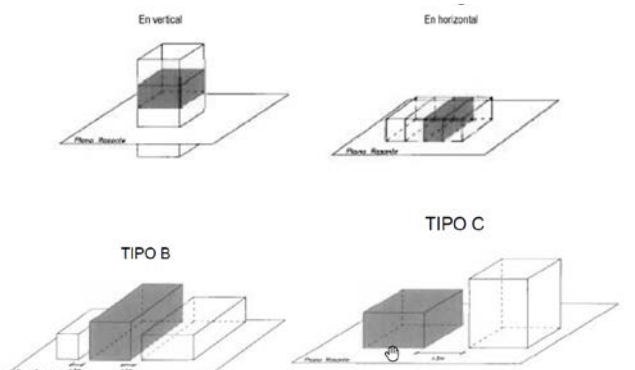 En vertical
En horizontal
Plano Rasante
Plano Rasante
TIPO B
TIPO C
Plano Rasante